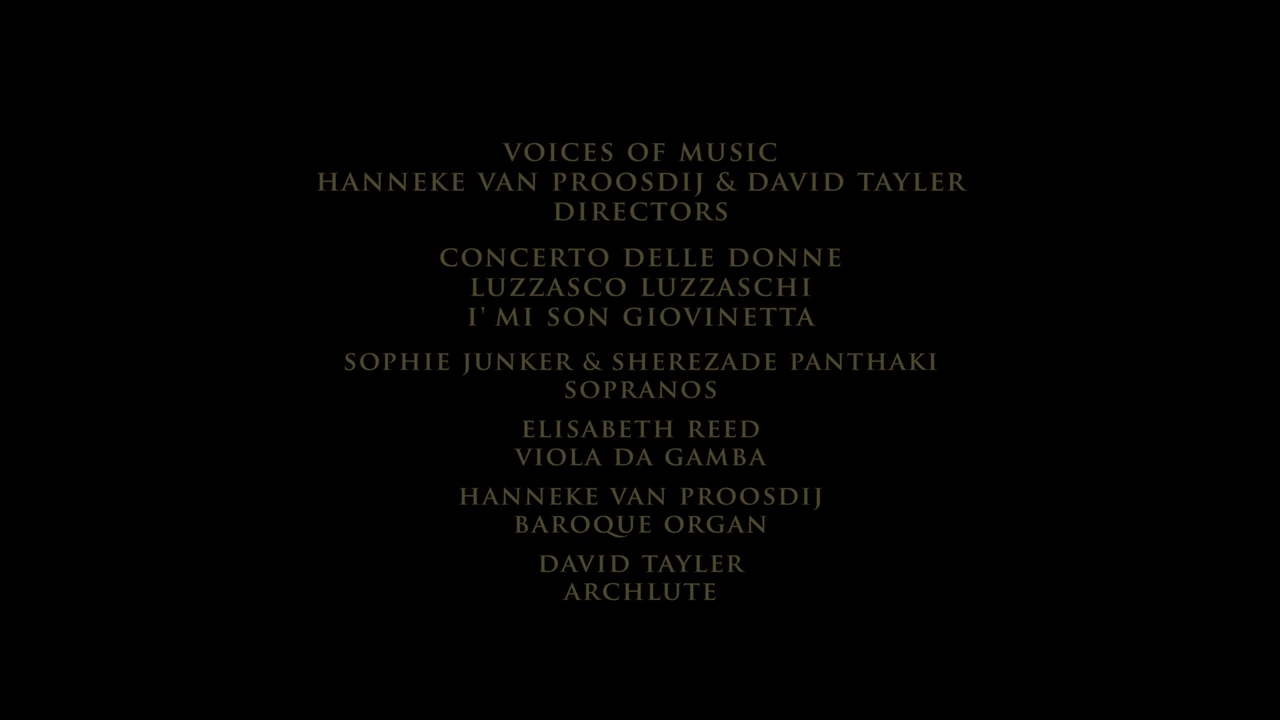 VOICES OF MUSIC
HANNEKE VAN PROOSDIJ & DAVID TAYLER
DIRECTORS
CONCERTO DELLE DONNE
LUZZASCO LUZZASCHI
I' MI SON GIOVINETTA
SOPHIE JUNKER & SHEREZADE PANTHAKI
SOPRANOS
ELISABETH REED
VIOLA DA GAMBA
HANNEKE VAN PROOSDIJ
BAROQUE ORGAN
DAVID TAYLER
ARCHLUTE